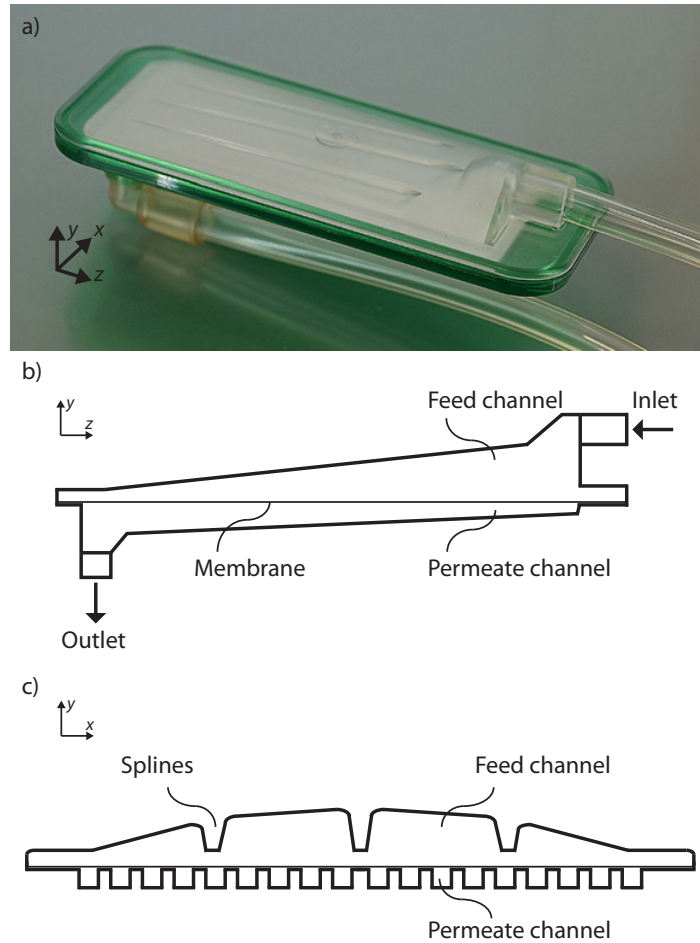 a)
y
x
z
b)
y
z
Feed channel
Inlet
Membrane
Permeate channel
Outlet
c)
y
x
Splines
Feed channel
Permeate channel